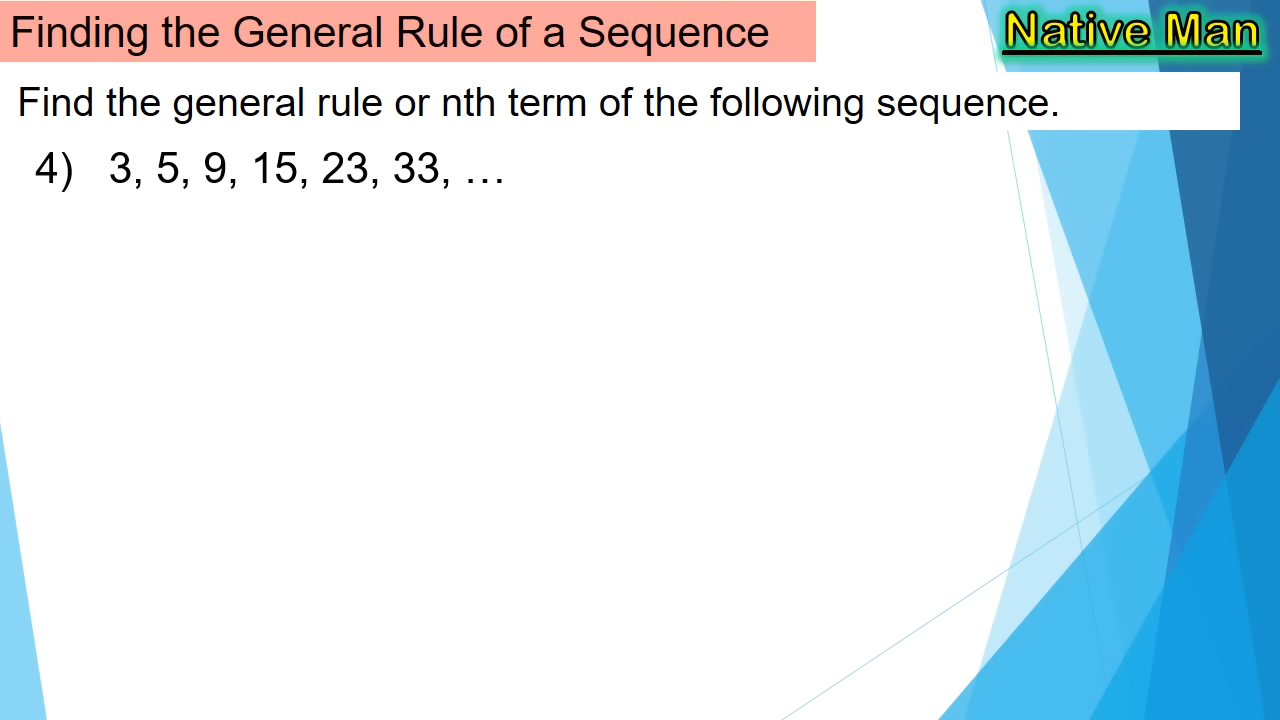 Finding the General Rule of a Sequence
Native Man
Find the general rule or nth term of the following sequence.
4) 3, 5, 9, 15, 23, 33, …